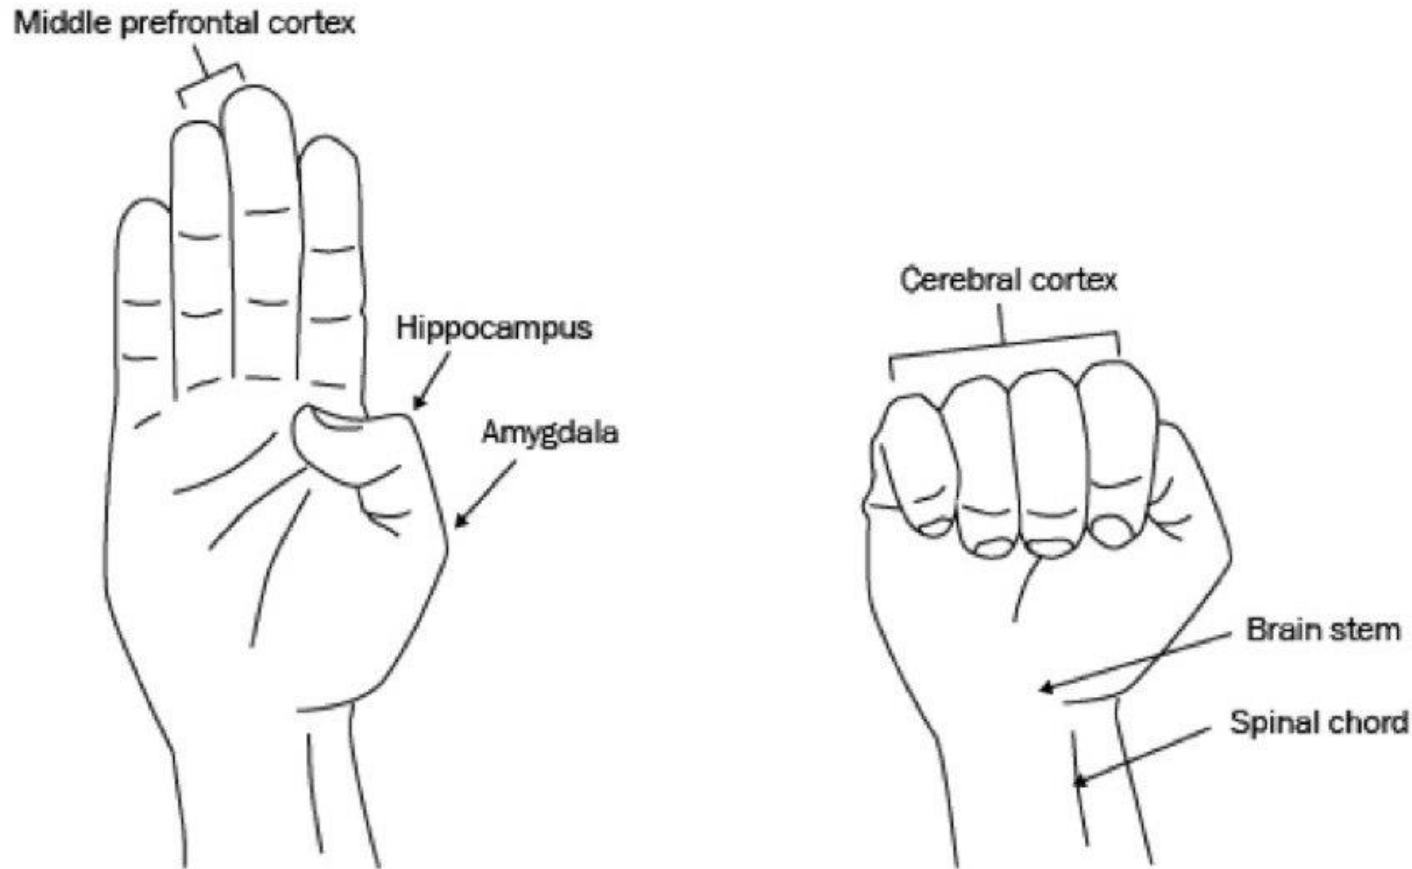 Middle prefrontal cortex
Hippocampus
Amygdala
Cerebral cortex
Brain stem
Spinal chord